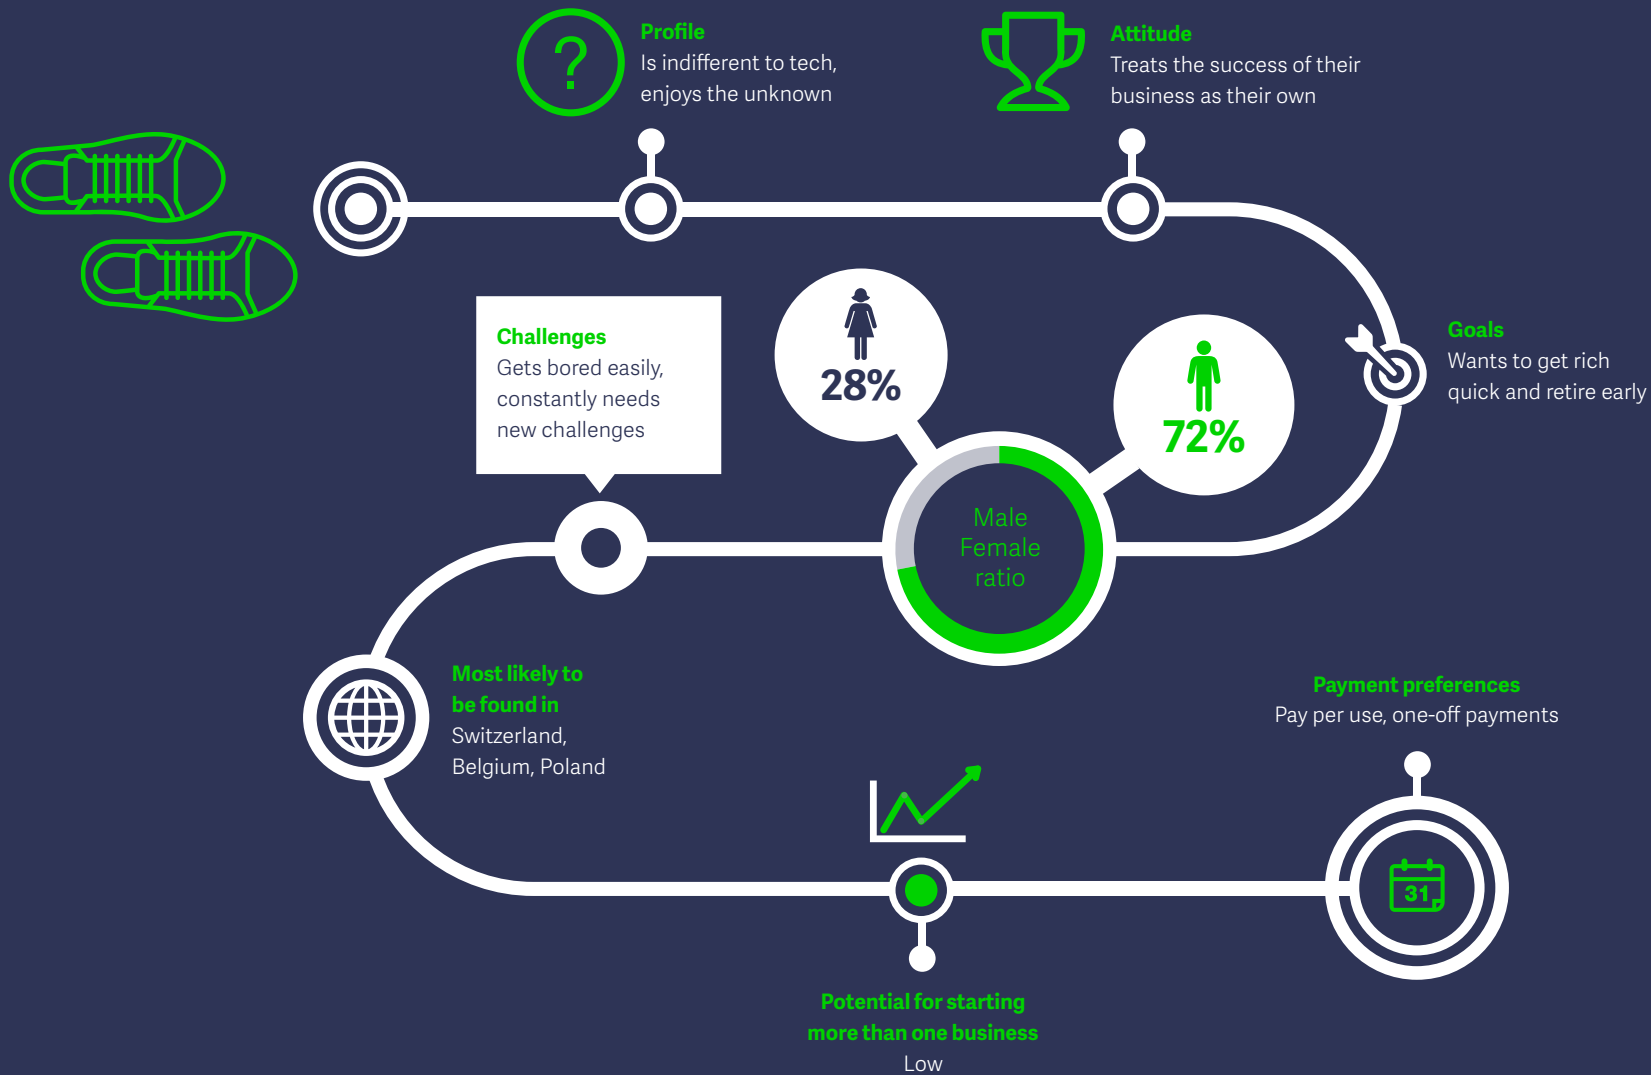 Profile
Is indifferent to tech,
enjoys the unknown
Attitude
Treats the success of their
business as their own
Goals
Wants to get rich
quick and retire early
28%
72%
Male
Female
ratio
Challenges
Gets bored easily,
constantly needs
new challenges
Most likely to
be found in
Switzerland,
Belgium, Poland
Potential for starting
more than one business
Low
Payment preferences
Pay per use, one-off payments
31